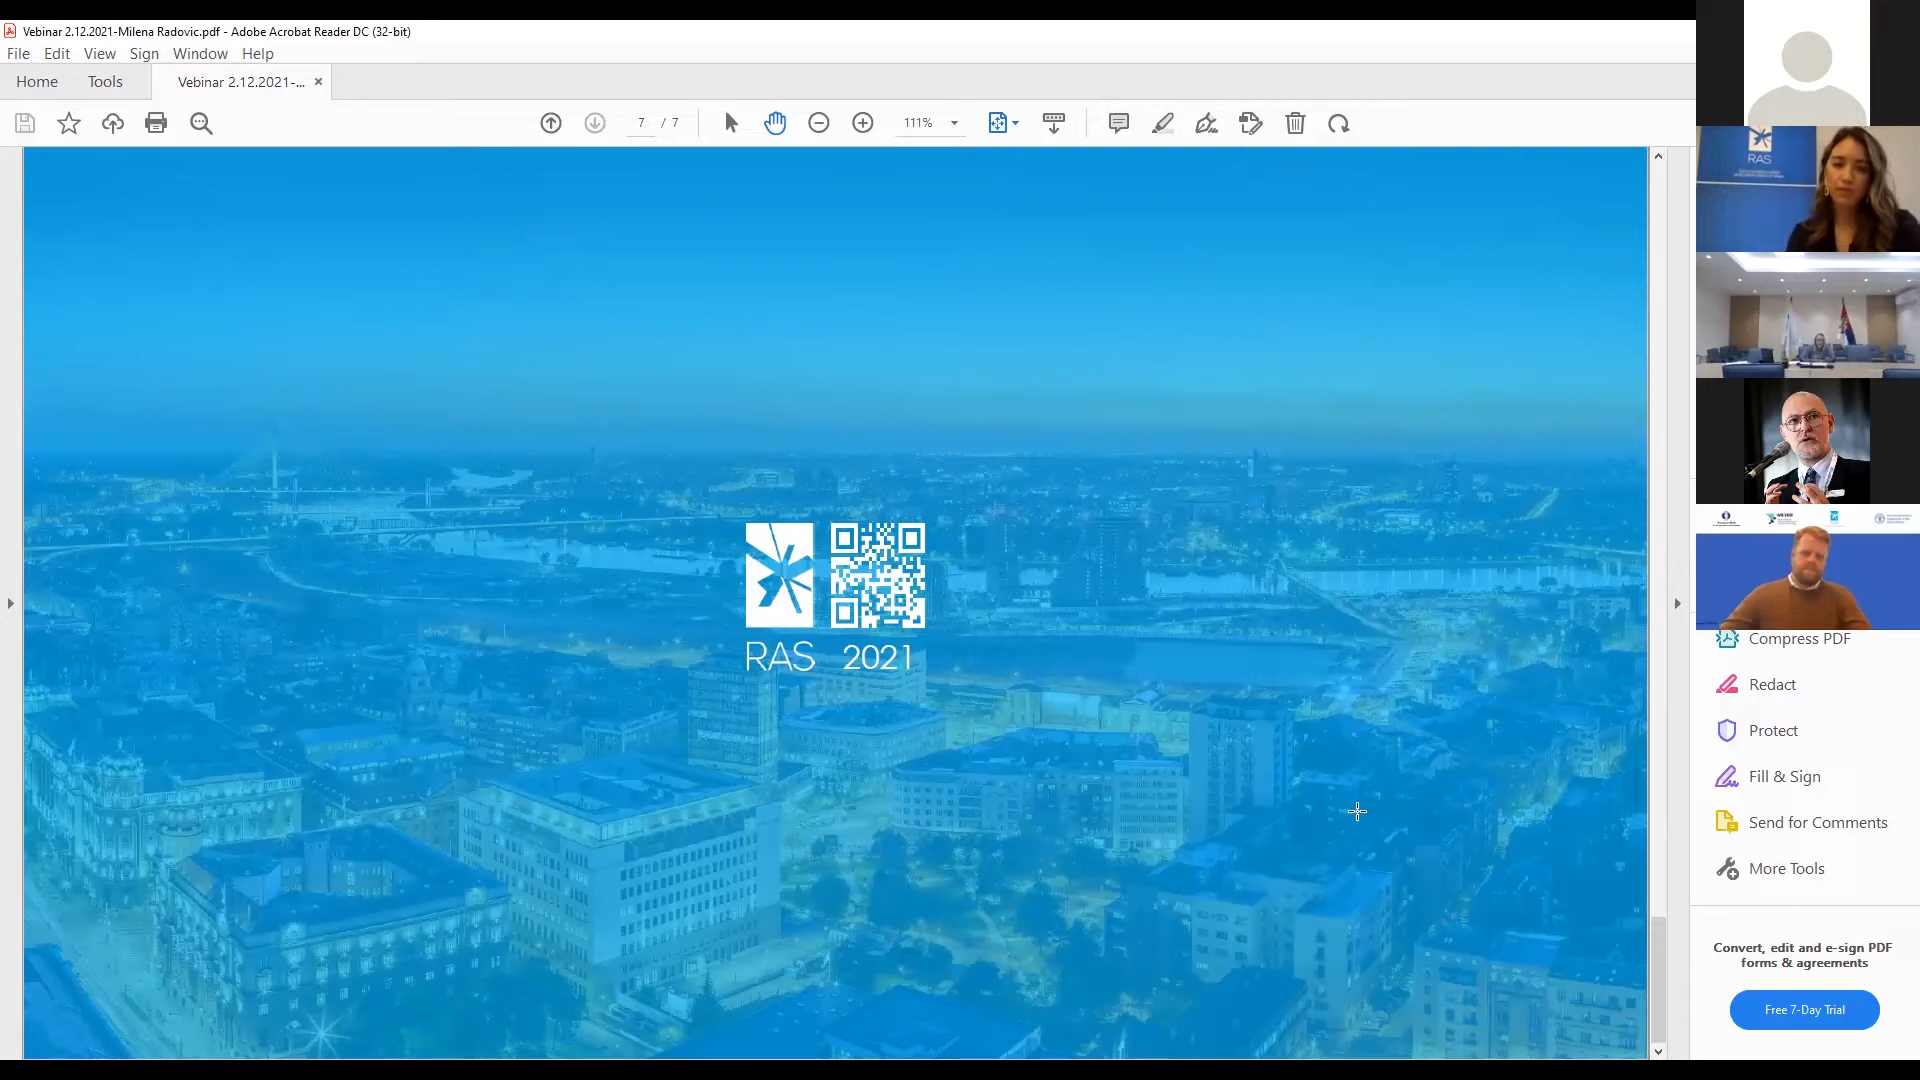 Vebinar 2.12.2021-Milena Radovic.pdf - Adobe Acrobat Reader DC (32-bit)
File Edit View Sign Window Help
Home Tools Vebinar 2.12.2021-... ×
7 / 7 111%
RAS
RAS 2021
Compress PDF
Redact
Protect
Fill & Sign
Send for Comments
More Tools
Convert, edit and e-sign PDF
forms & agreements
Free 7-Day Trial